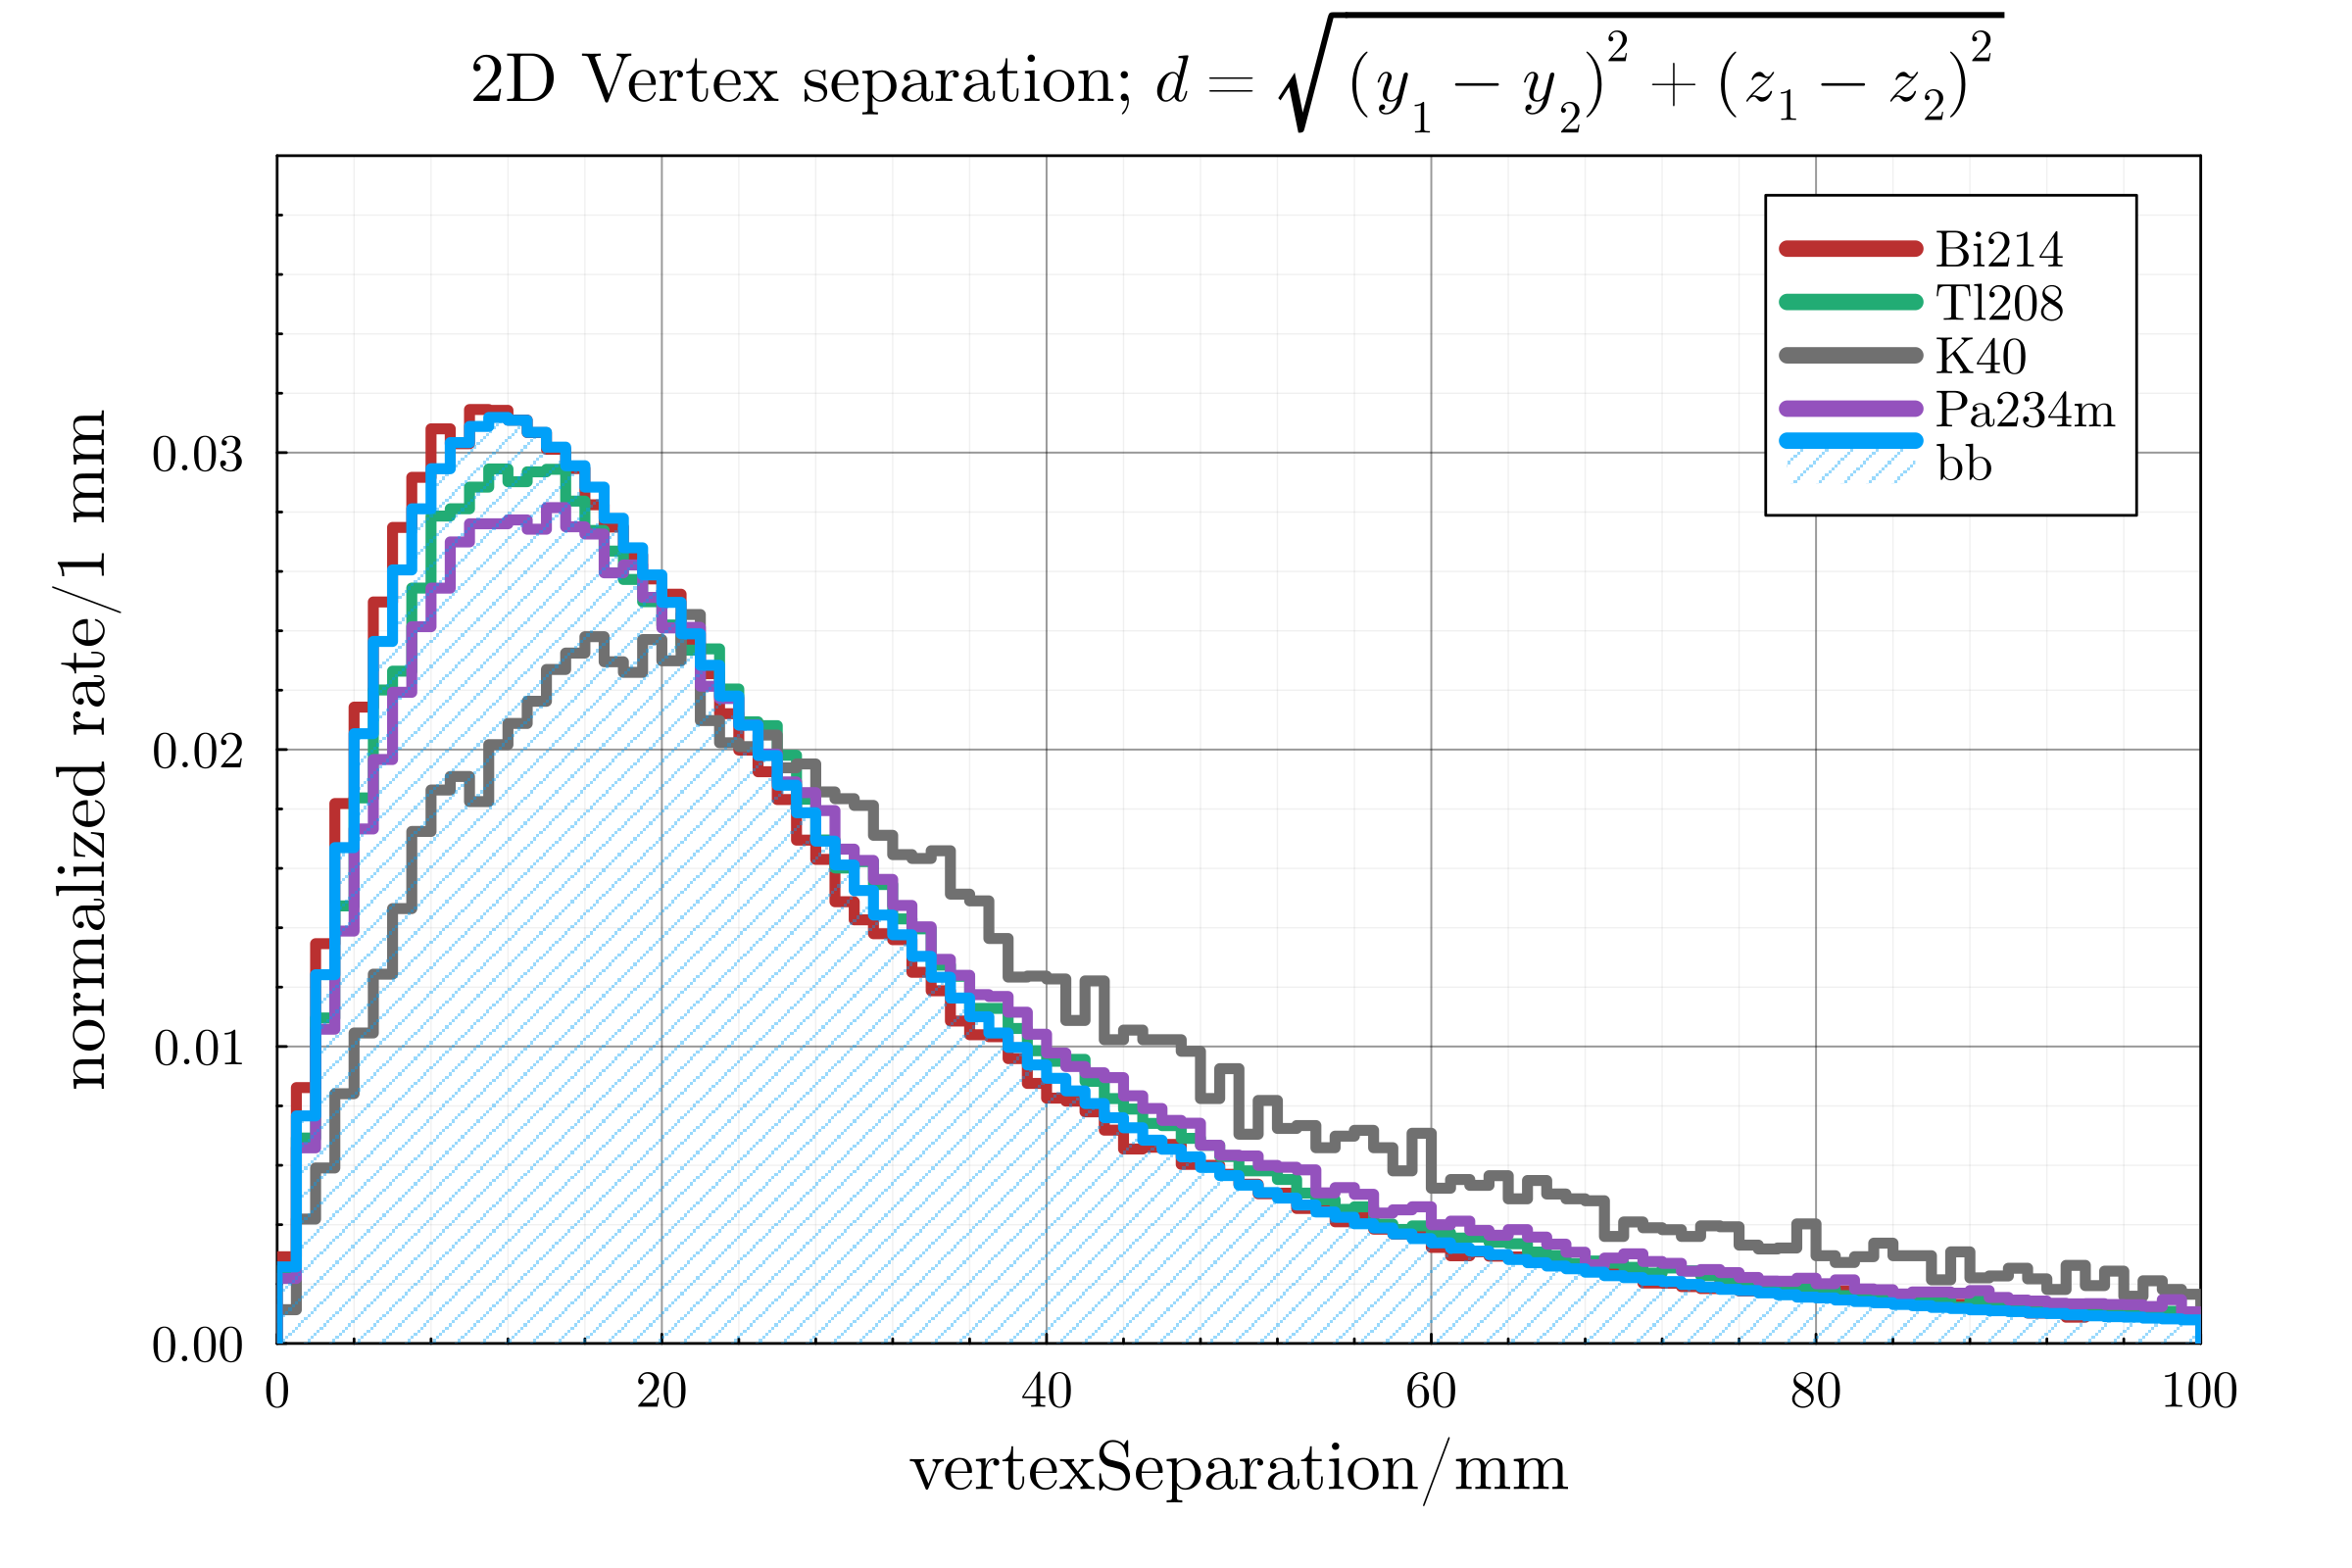 2D Vertex separation; d = √((y₁ − y₂)² + (z₁ − z₂)²)
normalized rate/1 mm
0.03
0.02
0.01
0.00
0 20 40 60 80 100
vertexSeparation/mm
Bi214
Tl208
K40
Pa234m
bb